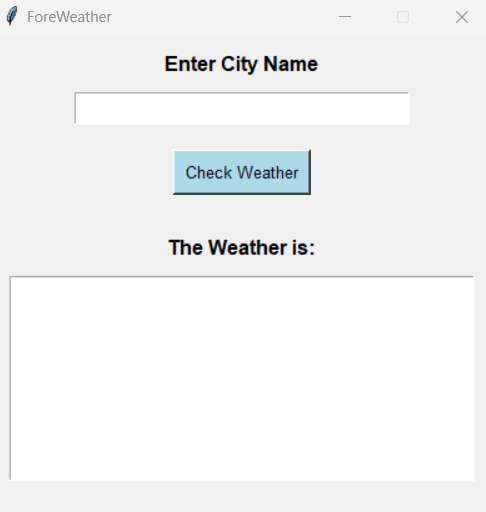 ForeWeather
Enter City Name
Check Weather
The Weather is: